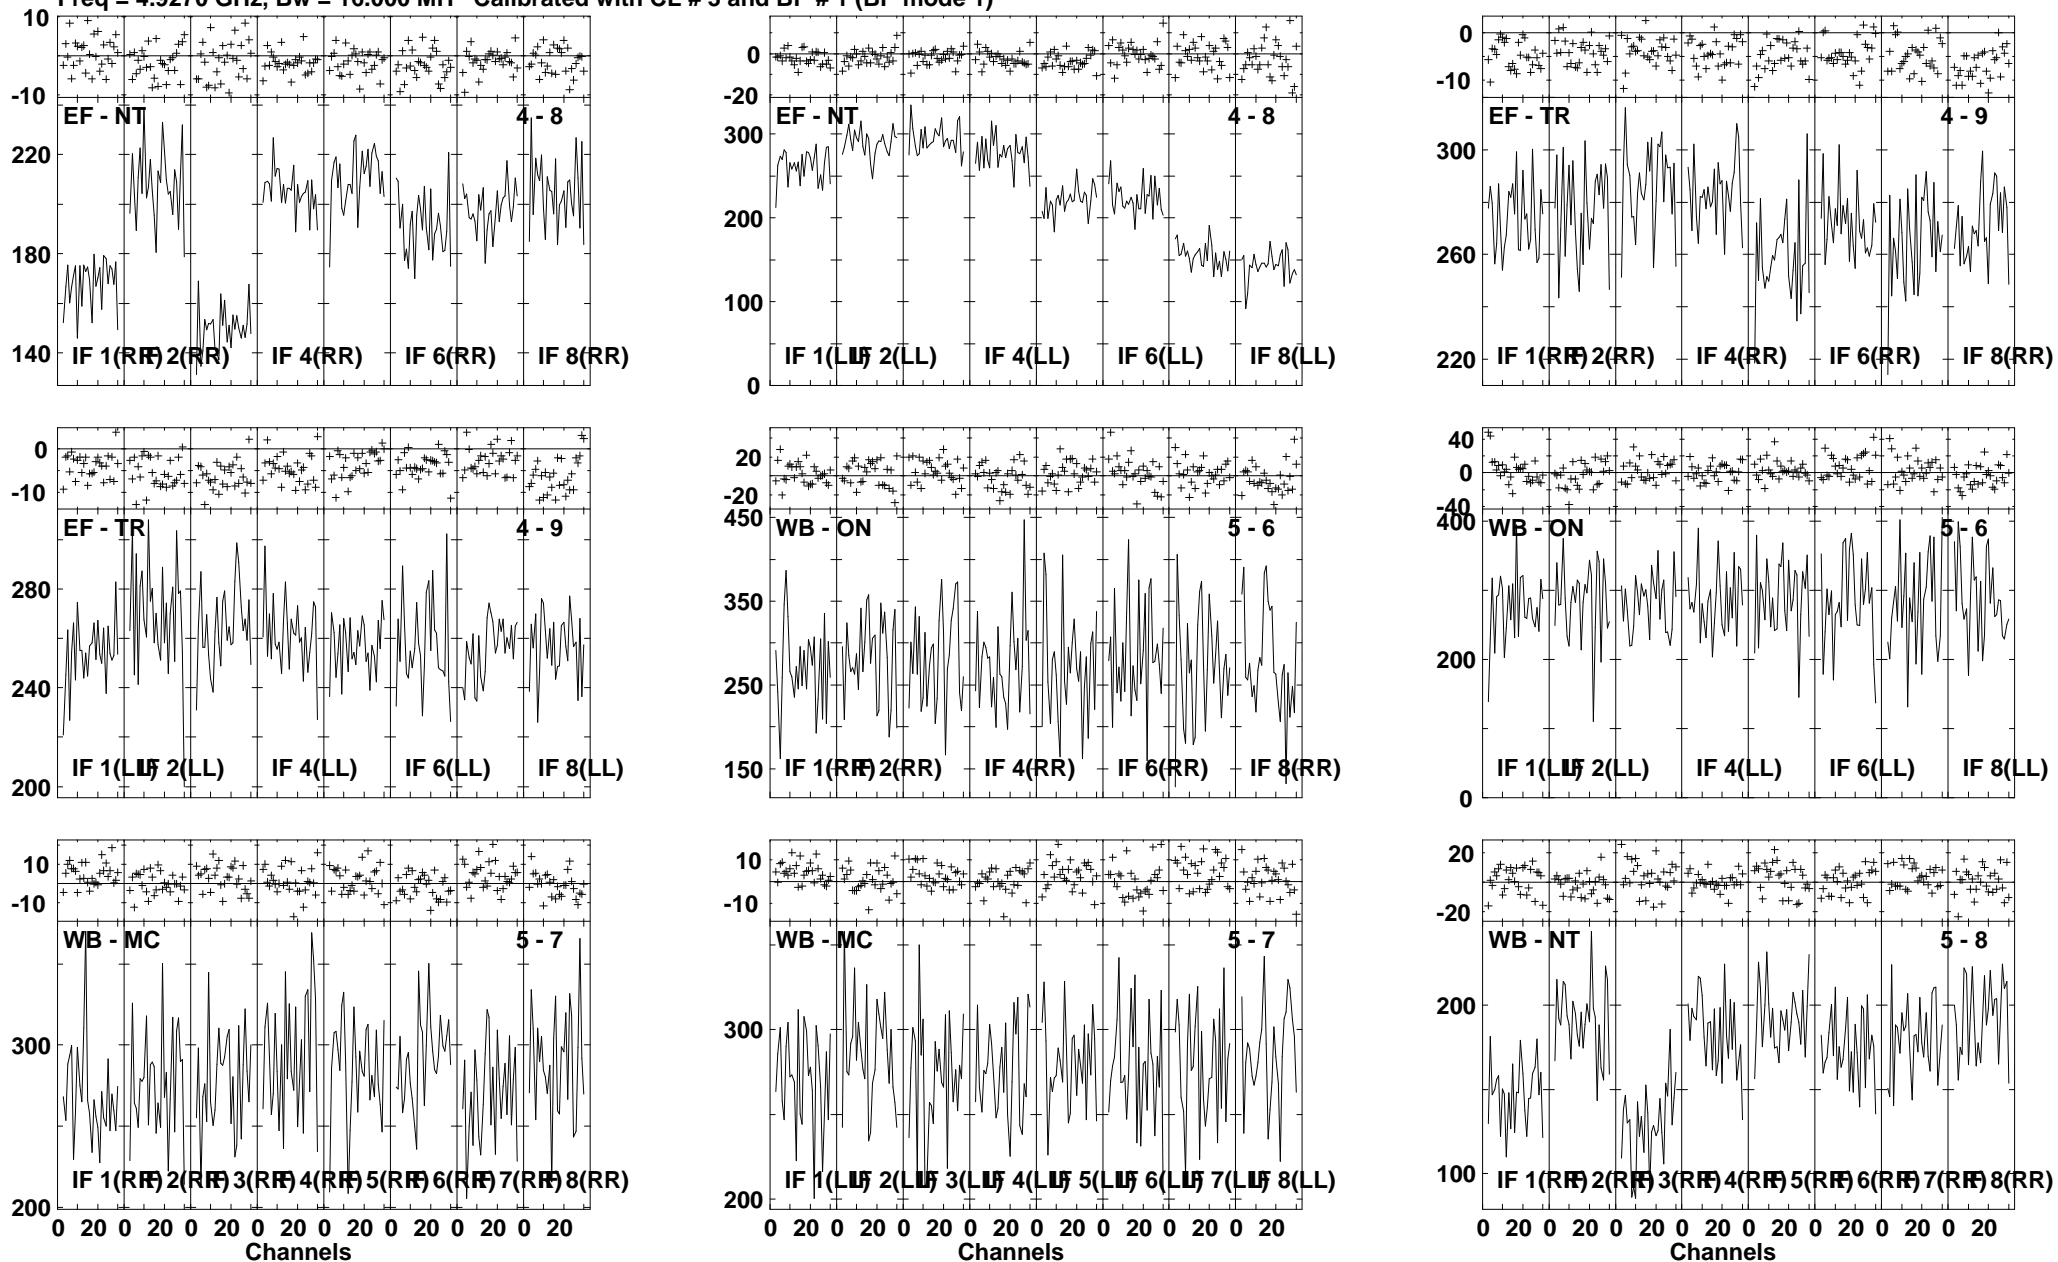 Freq = 4.9270 GHz, Bw = 16.000 MH Calibrated with CL # 3 and BP # 1 (BP mode 1)
10
-10
EF - NT 4 - 8
220
180
140
IF 1(RR) IF 2(RR) IF 4(RR) IF 6(RR) IF 8(RR)
0
-20
EF - NT 4 - 8
300
200
100
0
IF 1(LL) IF 2(LL) IF 4(LL) IF 6(LL) IF 8(LL)
0
-10
EF - TR 4 - 9
300
260
220
IF 1(RR) IF 2(RR) IF 4(RR) IF 6(RR) IF 8(RR)
0
-10
EF - TR 4 - 9
280
240
200
IF 1(LL) IF 2(LL) IF 4(LL) IF 6(LL) IF 8(LL)
20
-20
WB - ON 5 - 6
450
350
250
150
IF 1(RR) IF 2(RR) IF 4(RR) IF 6(RR) IF 8(RR)
40
0
-40
WB - ON 5 - 6
400
200
0
IF 1(LL) IF 2(LL) IF 4(LL) IF 6(LL) IF 8(LL)
10
-10
WB - MC 5 - 7
300
200
IF 1(RR) IF 2(RR) IF 3(RR) IF 4(RR) IF 5(RR) IF 6(RR) IF 7(RR) IF 8(RR)
0 20 0 20 0 20 0 20 0 20 0 20 0 20 0 20
Channels
10
-10
WB - MC 5 - 7
300
200
IF 1(LL) IF 2(LL) IF 3(LL) IF 4(LL) IF 5(LL) IF 6(LL) IF 7(LL) IF 8(LL)
0 20 0 20 0 20 0 20 0 20 0 20 0 20 0 20
Channels
20
-20
WB - NT 5 - 8
200
100
IF 1(RR) IF 2(RR) IF 3(RR) IF 4(RR) IF 5(RR) IF 6(RR) IF 7(RR) IF 8(RR)
0 20 0 20 0 20 0 20 0 20 0 20 0 20 0 20
Channels